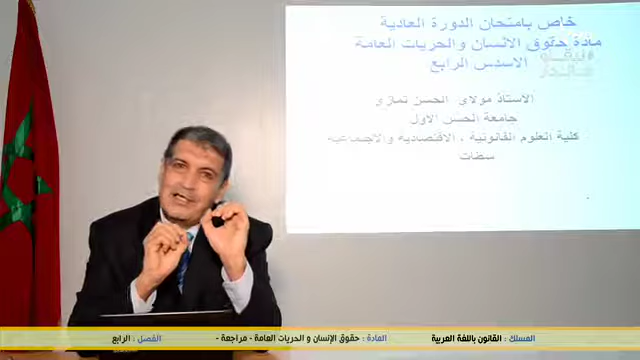 خاص بامتحان الدورة العادية
مادة حقوق الانسان والحريات العامة
الاسدس الرابع
الاستاذ مولاي الحسن تمازي
جامعة الحسن الاول
كلية العلوم القانونية ، الاقتصادية والاجتماعية
سطات
المسلك : القانون باللغة العربية
المادة : حقوق الإنسان و الحريات العامة - مراجعة -
الفصل : الرابع